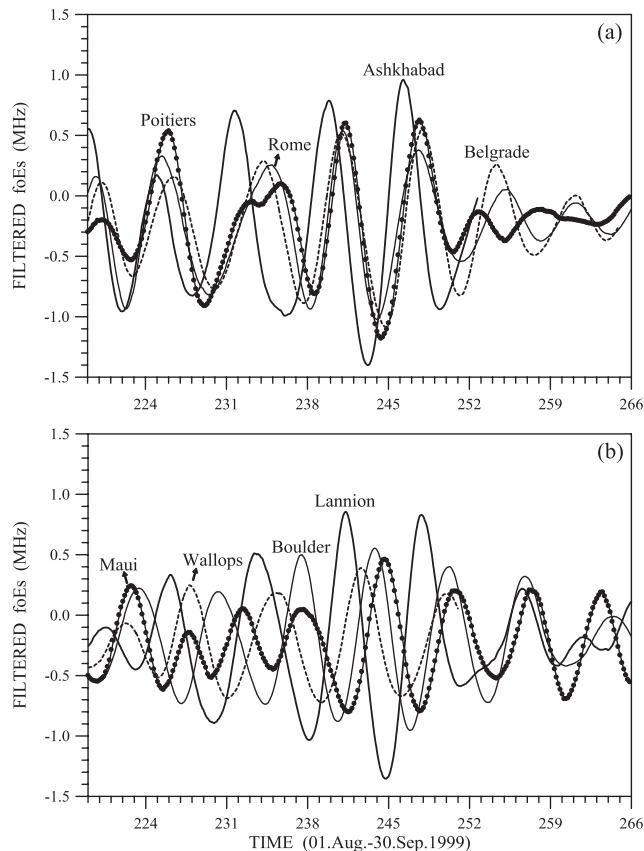 1.5
(a)
Ashkhabad
1.0
Poitiers
Rome
Belgrade
0.5
0.0
-0.5
-1.0
-1.5
FILTERED foEs (MHz)
224 231 238 245 252 259 266
1.5
(b)
1.0
Lannion
Maui
Wallops
Boulder
0.5
0.0
-0.5
-1.0
-1.5
FILTERED foEs (MHz)
224 231 238 245 252 259 266
TIME (01.Aug.-30.Sep.1999)